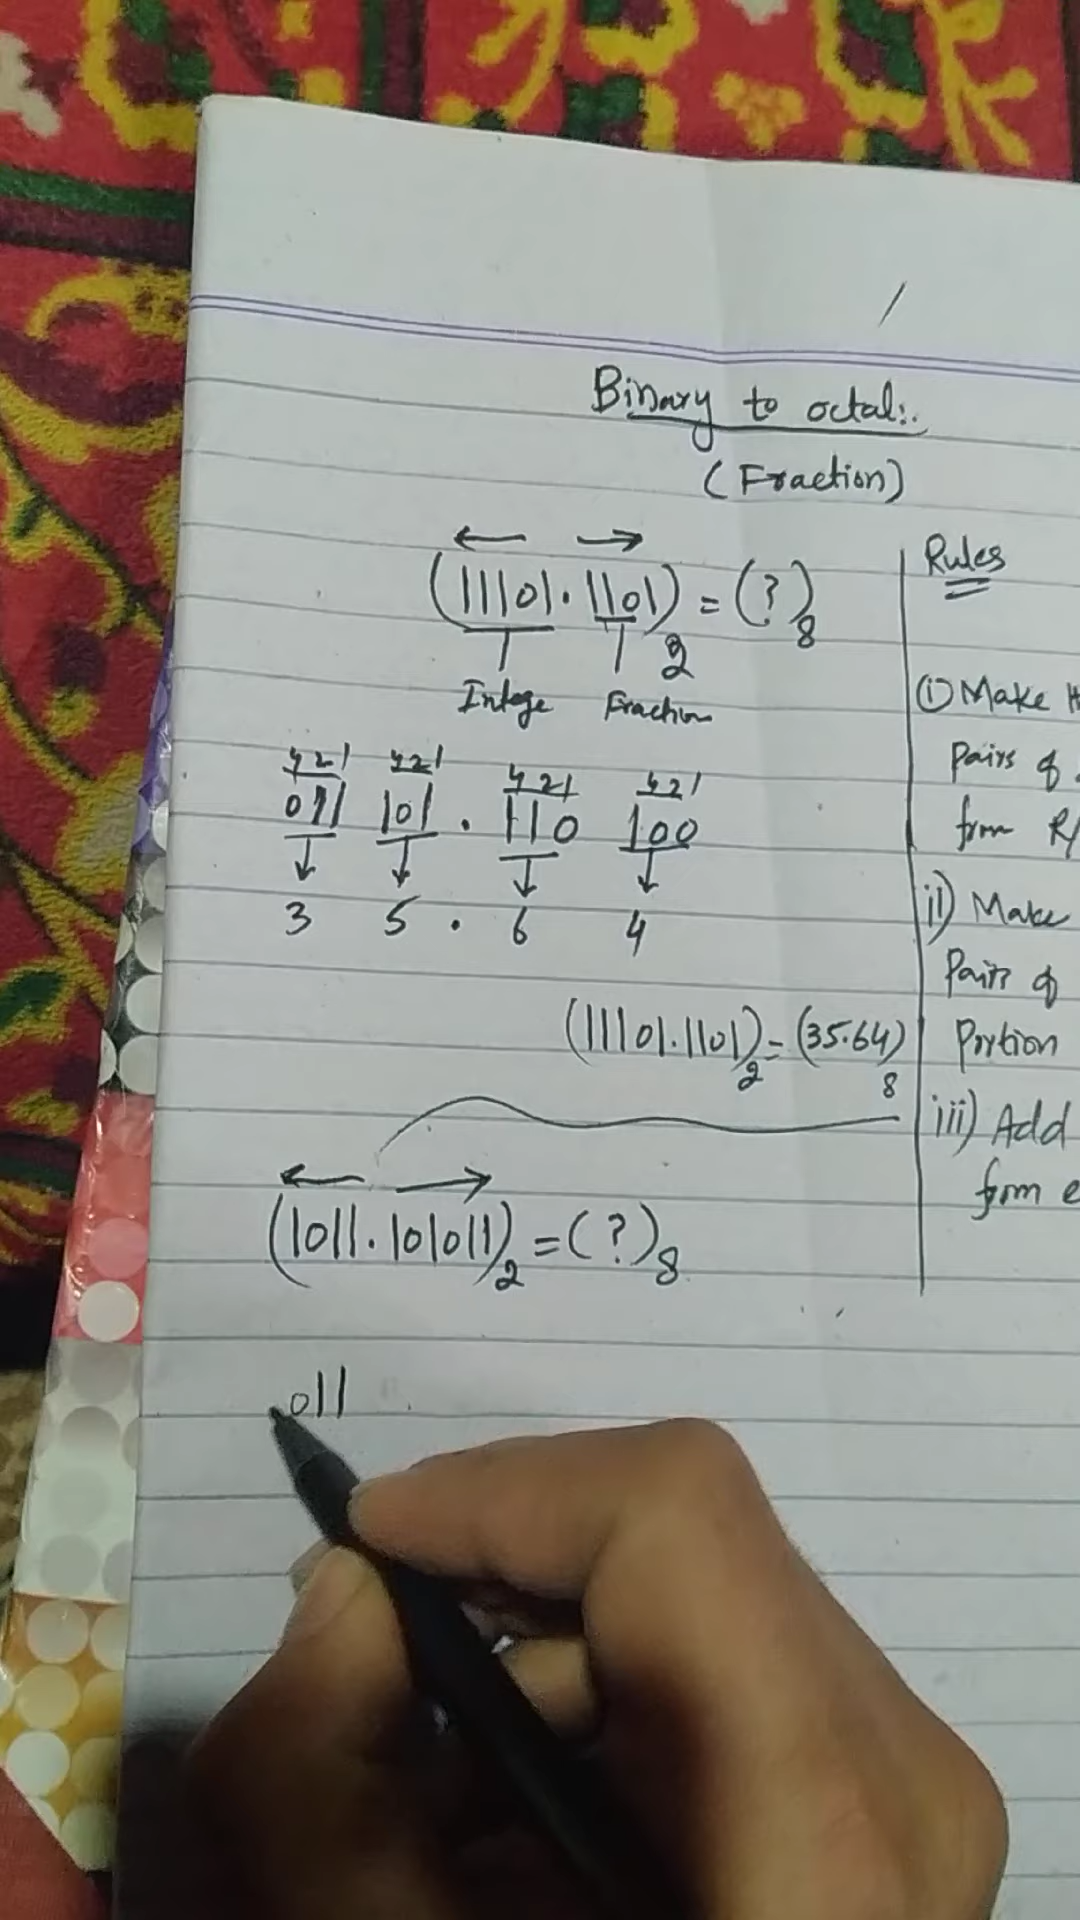 Binary to octal:.
(Fraction)
(11101.1101)2 = (?)8
Intege Fraction
421 421 421 421
011 101 . 110 100
3 5 . 6 4
(11101.1101)2 = (35.64)8
(1011.101011)2 = (?)8
011
Rules
i) Make
Pairs of
from R/
ii) Make
Pairs of
Portion
iii) Add
from e